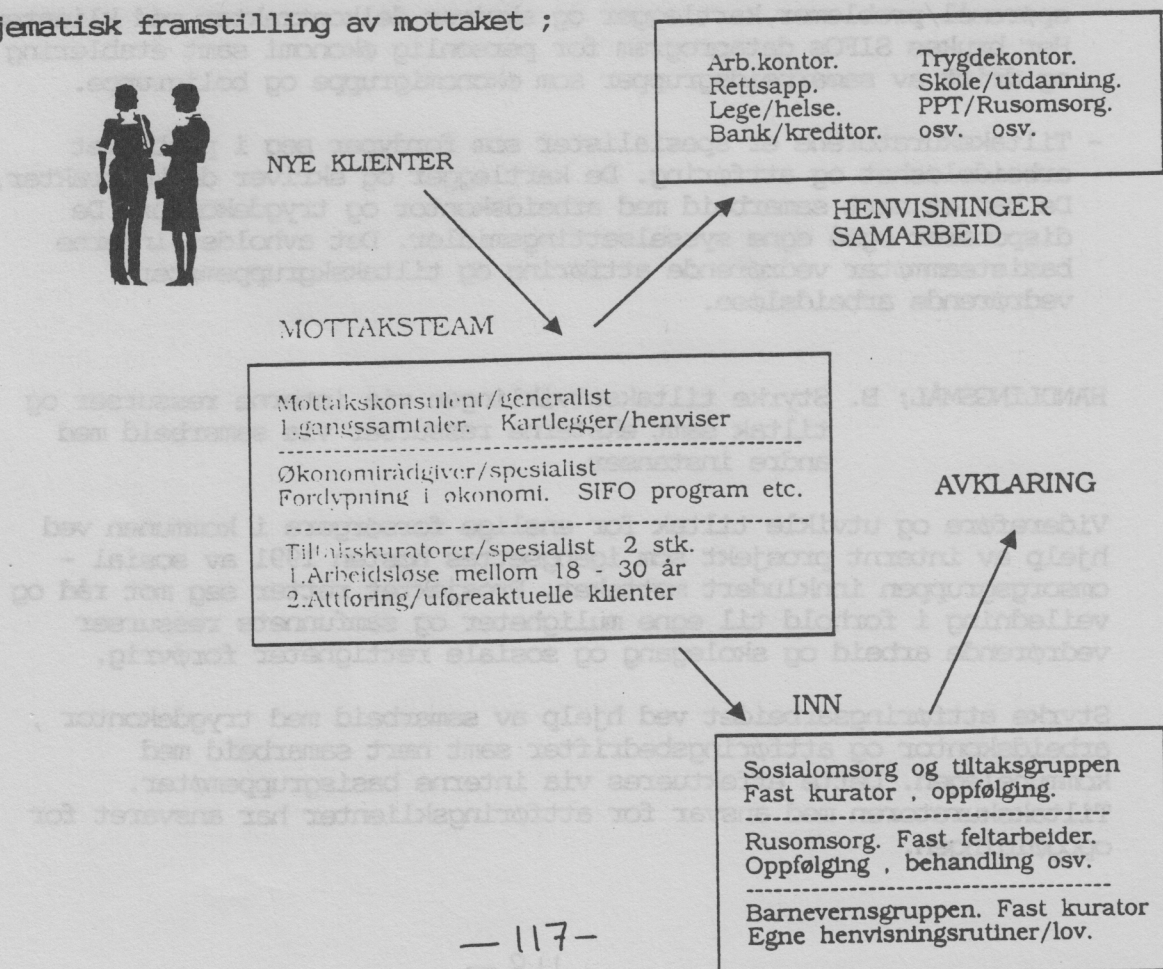 jematisk framstilling av mottaket ,
Arb.kontor. Trygdekontor.
Rettsapp. Skole/utdanning.
Lege/helse. PPT/Rusomsorg.
Bank/kreditor. osv. osv.
NYE KLIENTER
HENVISNINGER
SAMARBEID
MOTTAKSTEAM
Mottakskonsulent/generalist
Ingangssamtaler. Kartlegger/henviser
Økonomirådgiver/spesialist
Fordypning i økonomi. SIFO program etc.
Tiltakskuratorer/spesialist 2 stk.
1.Arbeidsløse mellom 18 - 30 år
2.Attføring/uføreaktuelle klienter
AVKLARING
INN
Sosialomsorg og tiltaksgruppen
Fast kurator - oppfølging.
Rusomsorg. Fast feltarbeider.
Oppfølging , behandling osv.
Barnevernsgruppen. Fast kurator
Egne henvisningsrutiner/lov.
-117-